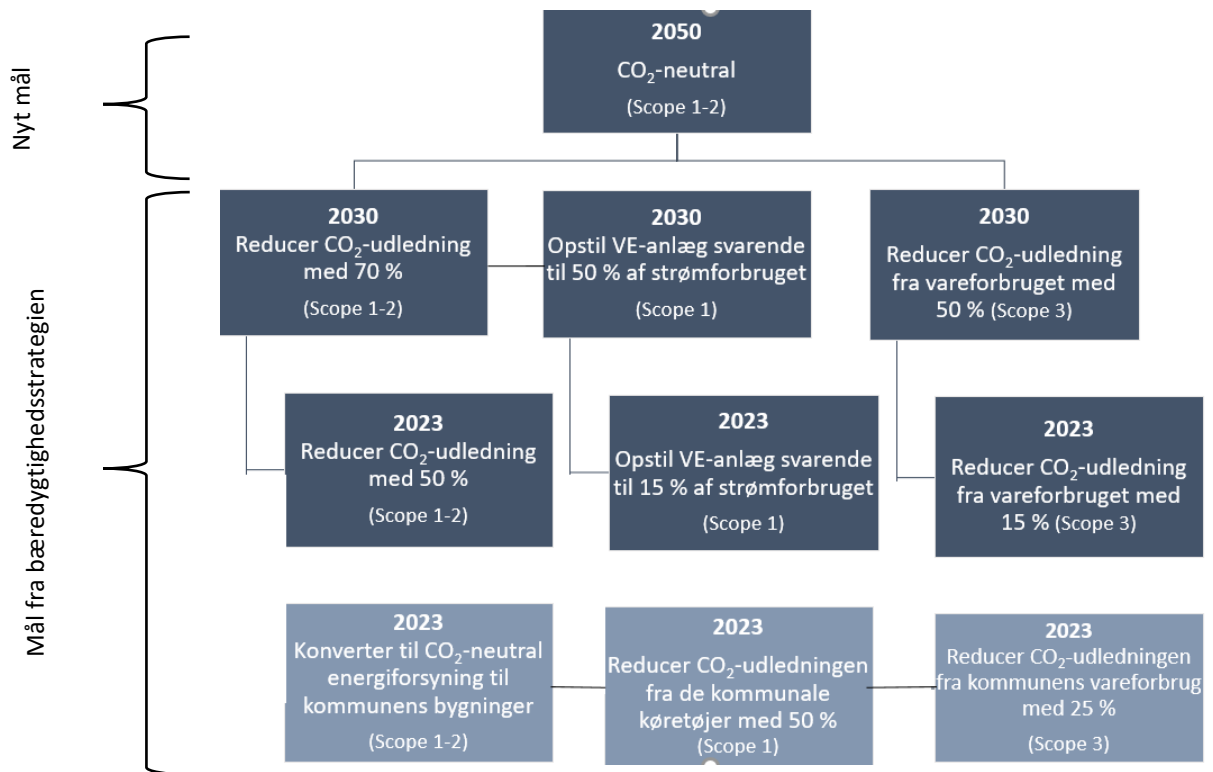 Nyt mål
2050
CO₂-neutral
(Scope 1-2)
Mål fra bæredygtighedsstrategien
2030
Reducer CO₂-udledning
med 70 %
(Scope 1-2)
2030
Opstil VE-anlæg svarende
til 50 % af strømforbruget
(Scope 1)
2030
Reducer CO₂-udledning
fra vareforbruget med
50 % (Scope 3)
2023
Reducer CO₂-udledning
med 50 %
(Scope 1-2)
2023
Opstil VE-anlæg svarende
til 15 % af strømforbruget
(Scope 1)
2023
Reducer CO₂-udledning
fra vareforbruget med
15 % (Scope 3)
2023
Konverter til CO₂-neutral
energiforsyning til
kommunens bygninger
(Scope 1-2)
2023
Reducer CO₂-udledningen
fra de kommunale
køretøjer med 50 %
(Scope 1)
2023
Reducer CO₂-udledningen
fra kommunens vareforbrug
med 25 %
(Scope 3)